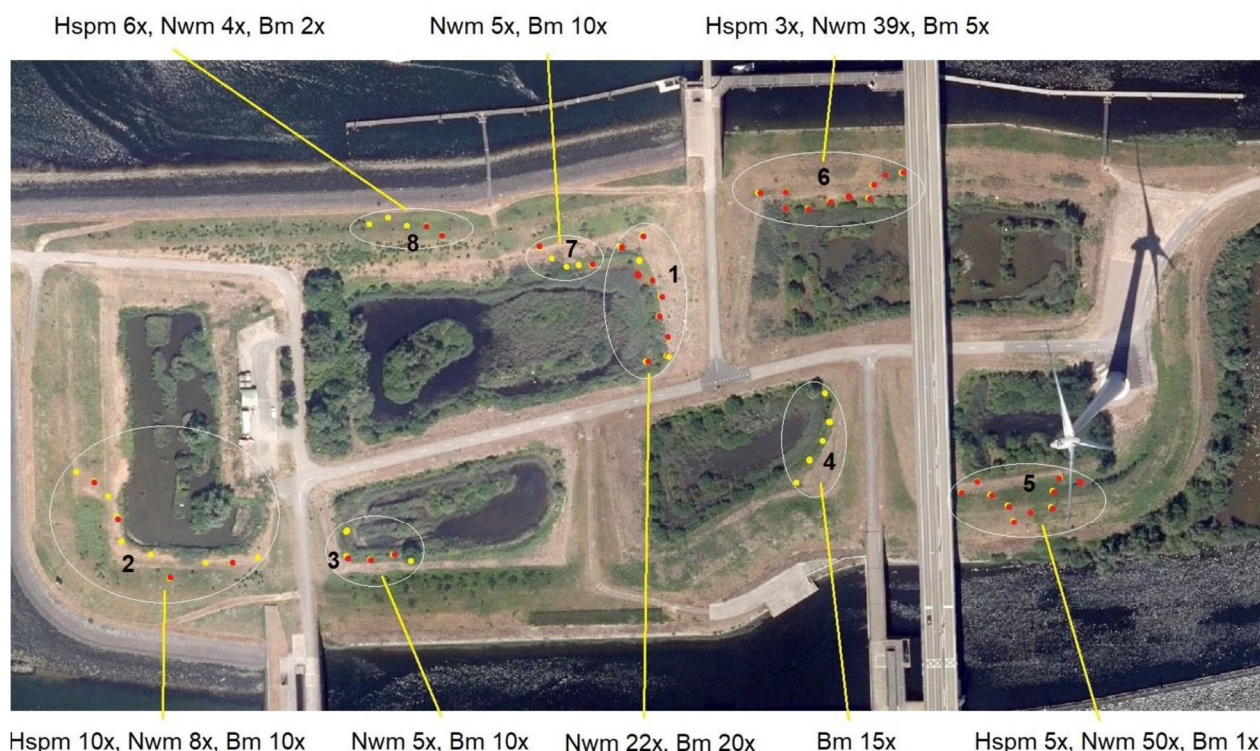 Hspm 6x, Nwm 4x, Bm 2x
Nwm 5x, Bm 10x
Hspm 3x, Nwm 39x, Bm 5x
6
8
7
1
4
5
2
3
Hspm 10x, Nwm 8x, Bm 10x
Nwm 5x, Bm 10x
Nwm 22x, Bm 20x
Bm 15x
Hspm 5x, Nwm 50x, Bm 1x